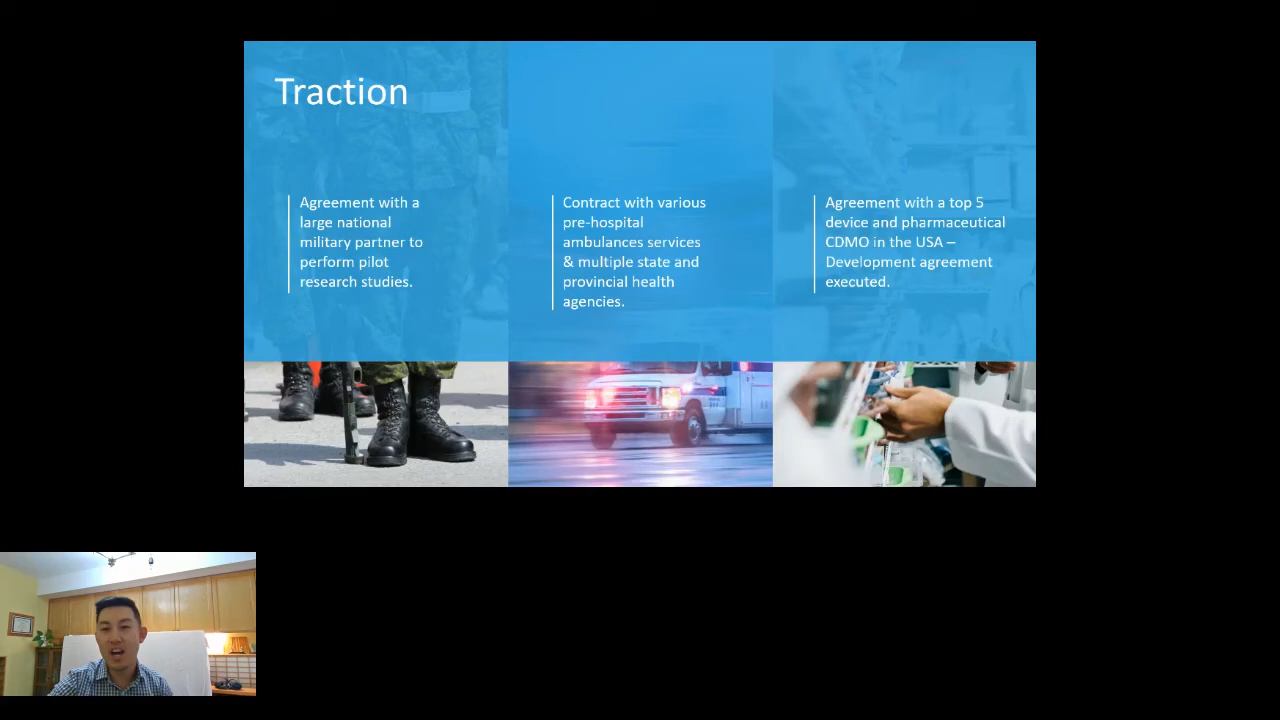 Traction
Agreement with a
large national
military partner to
perform pilot
research studies.
Contract with various
pre-hospital
ambulances services
& multiple state and
provincial health
agencies.
Agreement with a top 5
device and pharmaceutical
CDMO in the USA –
Development agreement
executed.